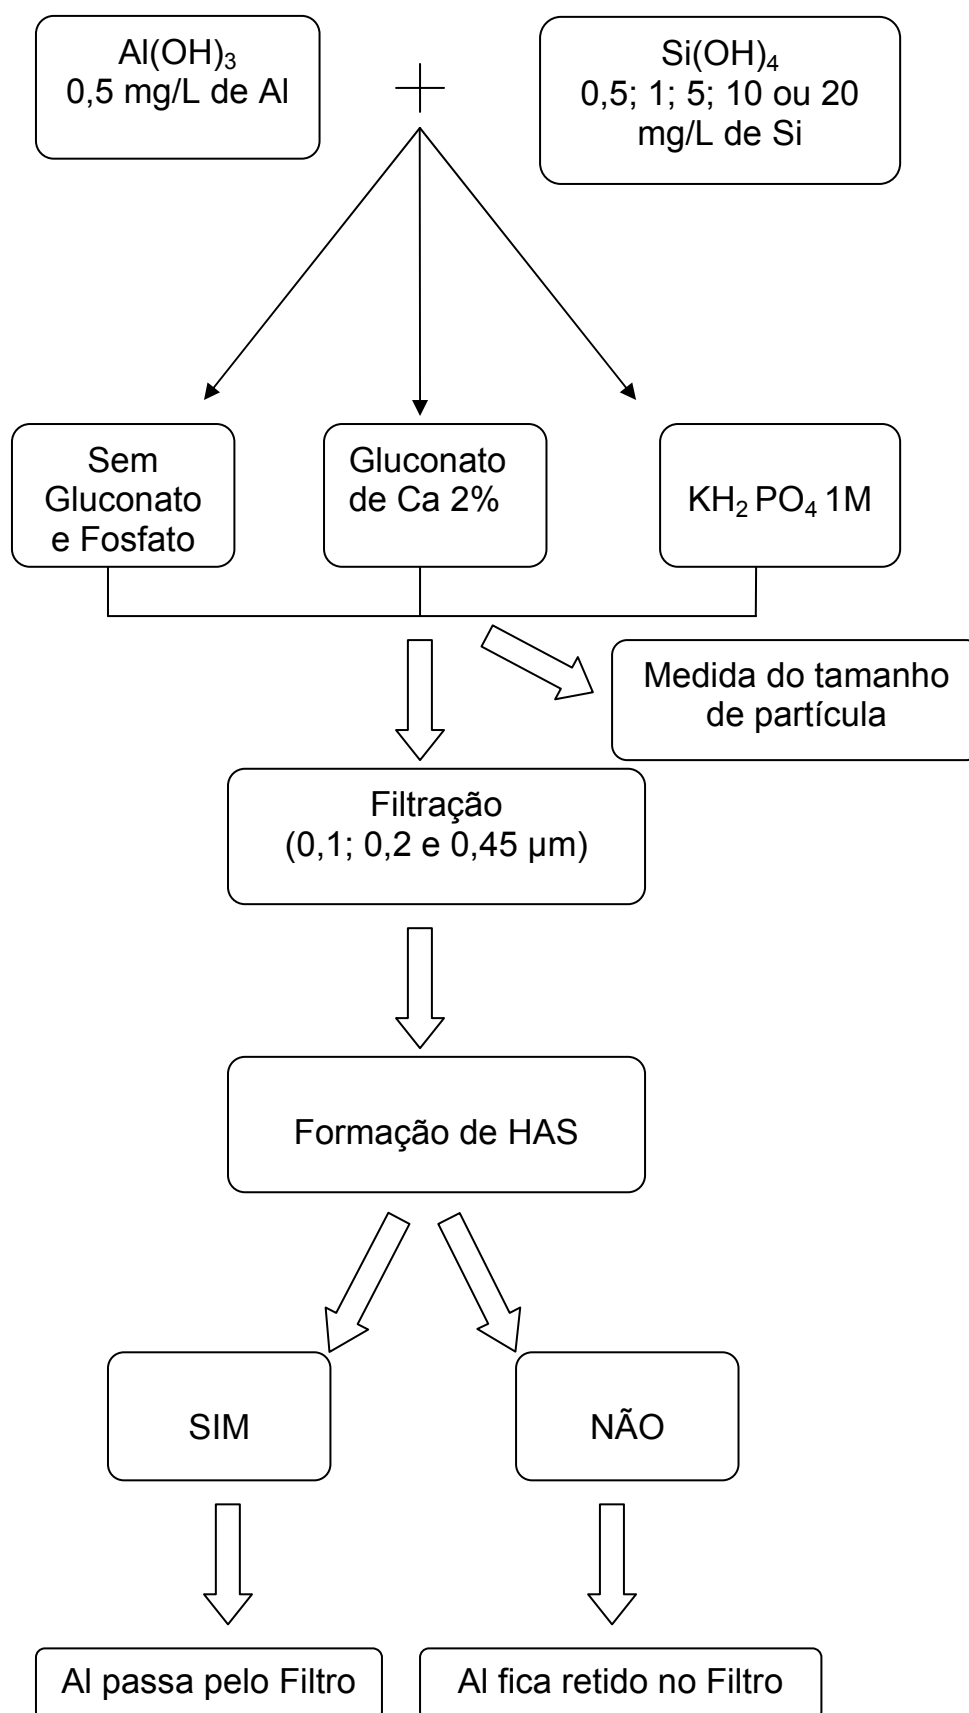 Al(OH)₃
0,5 mg/L de Al
Si(OH)₄
0,5; 1; 5; 10 ou 20
mg/L de Si
Sem
Gluconato
e Fosfato
Gluconato
de Ca 2%
KH₂ PO₄ 1M
Medida do tamanho
de partícula
Filtração
(0,1; 0,2 e 0,45 µm)
Formação de HAS
SIM
NÃO
Al passa pelo Filtro
Al fica retido no Filtro